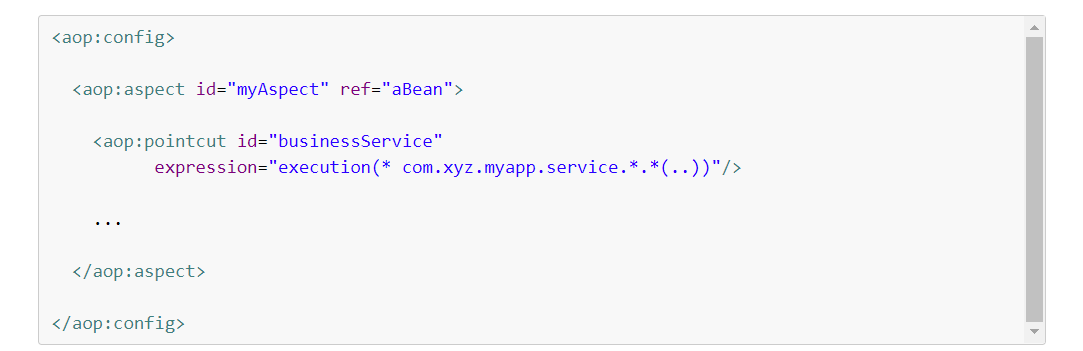 <aop:config>
<aop:aspect id="myAspect" ref="aBean">
<aop:pointcut id="businessService"
expression="execution(* com.xyz.myapp.service.*.*(..))"/>
...
</aop:aspect>
</aop:config>